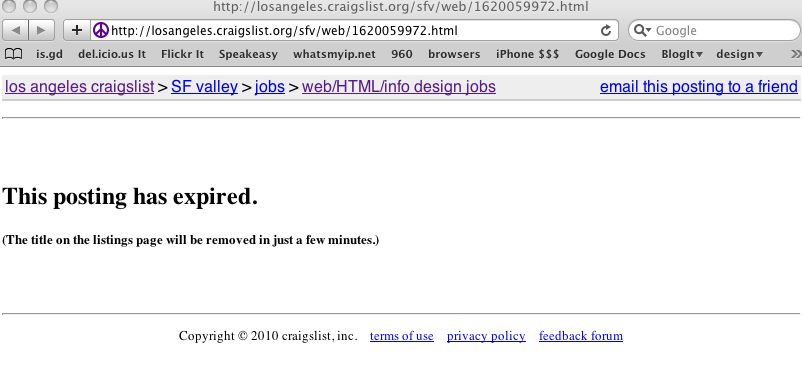 http://losangeles.craigslist.org/sfv/web/1620059972.html
http://losangeles.craigslist.org/sfv/web/1620059972.html Google
is.gd del.icio.us It Flickr It Speakeasy whatsmyip.net 960 browsers iPhone $$$ Google Docs BlogIt▾ design▾ »
los angeles craigslist > SF valley > jobs > web/HTML/info design jobs email this posting to a friend
This posting has expired.
(The title on the listings page will be removed in just a few minutes.)
Copyright © 2010 craigslist, inc. terms of use privacy policy feedback forum